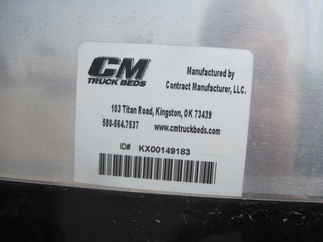 CM
TRUCK BEDS
Manufactured by
Contract Manufacturer, LLC.
103 Titan Road, Kingston, OK 73439
580-564-7537 www.cmtruckbeds.com
ID# KX00149183